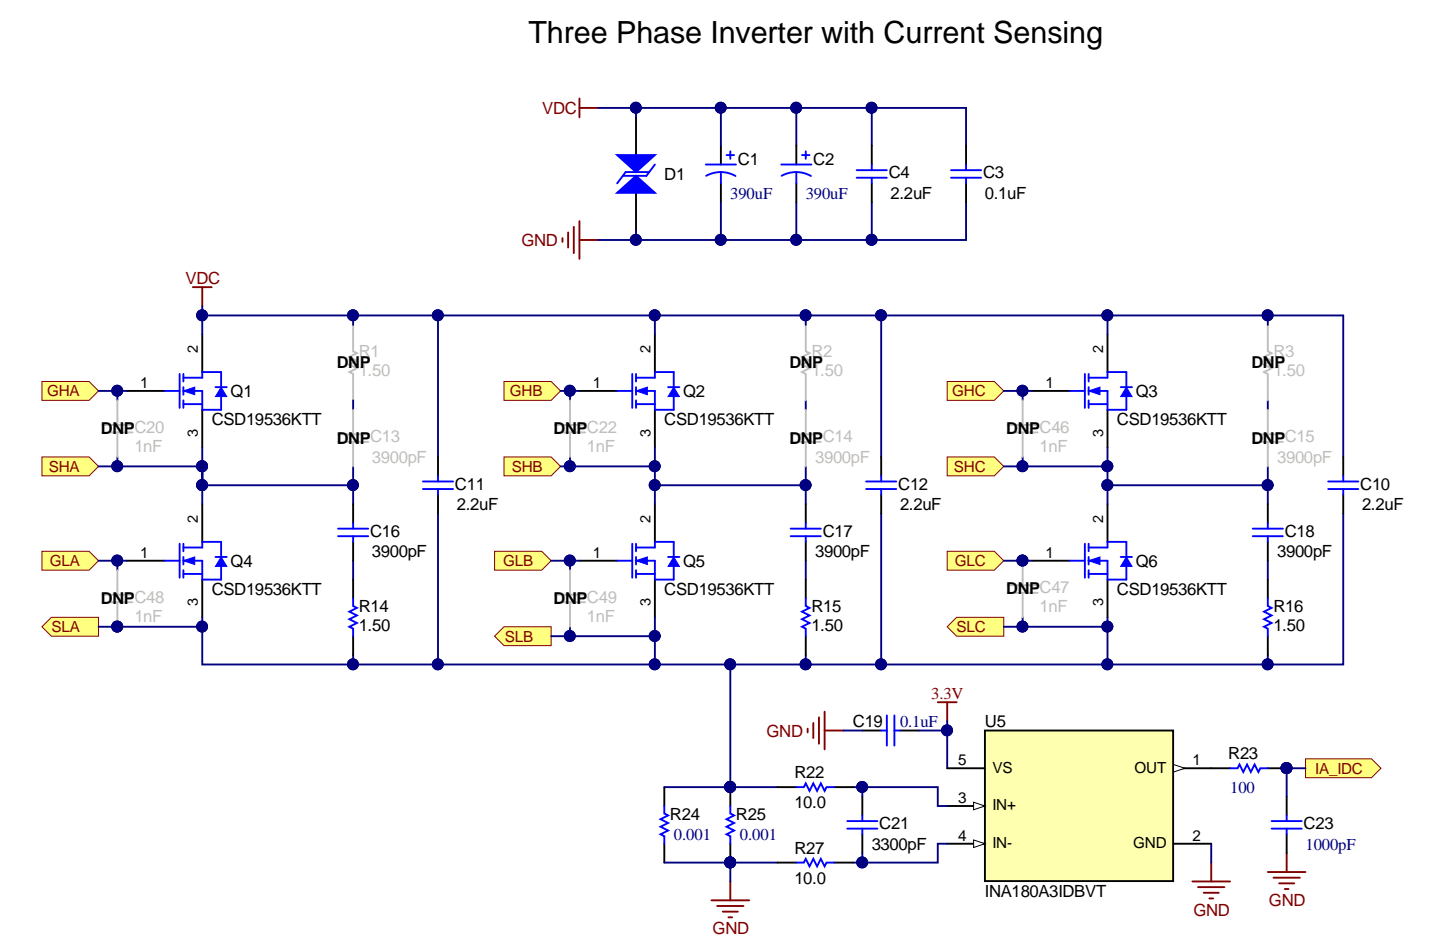 Three Phase Inverter with Current Sensing
VDC
D1
C1
390uF
C2
390uF
C4
2.2uF
C3
0.1uF
GND
VDC
2
GHA
1
Q1
CSD19536KTT
DNP
C20
1nF
3
SHA
R1
DNP
1.50
DNP
C13
3900pF
C11
2.2uF
2
GLA
1
Q4
CSD19536KTT
DNP
C48
1nF
3
SLA
C16
3900pF
R14
1.50
2
GHB
1
Q2
CSD19536KTT
DNP
C22
1nF
3
SHB
R2
DNP
1.50
DNP
C14
3900pF
C12
2.2uF
2
GLB
1
Q5
CSD19536KTT
DNP
C49
1nF
3
SLB
C17
3900pF
R15
1.50
2
GHC
1
Q3
CSD19536KTT
DNP
C46
1nF
3
SHC
R3
DNP
1.50
DNP
C15
3900pF
C10
2.2uF
2
GLC
1
Q6
CSD19536KTT
DNP
C47
1nF
3
SLC
C18
3900pF
R16
1.50
3.3V
GND
C19
0.1uF
U5
5 VS
OUT 1
R23
100
IA_IDC
R22
10.0
3 IN+
R24
0.001
R25
0.001
C21
3300pF
4 IN-
GND 2
C23
1000pF
R27
10.0
INA180A3IDBVT
GND
GND
GND